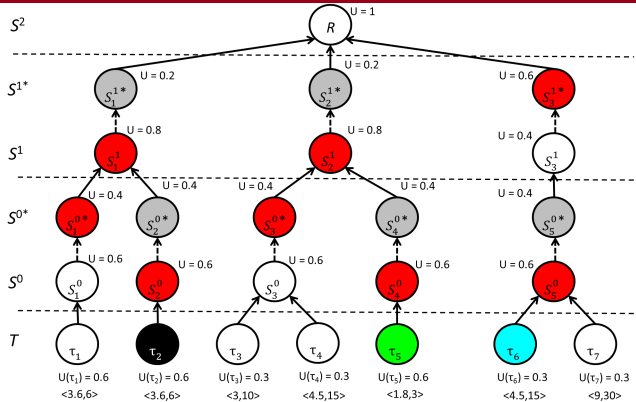 S² U = 1
R
U = 0.2 U = 0.2 U = 0.6
S¹* S₁¹* S₂¹* S₃¹*
U = 0.8 U = 0.8 U = 0.4
S¹ S₁¹ S₂¹ S₃¹
U = 0.4 U = 0.4 U = 0.4 U = 0.4 U = 0.4
S⁰* S₁⁰* S₂⁰* S₃⁰* S₄⁰* S₅⁰*
U = 0.6 U = 0.6 U = 0.6 U = 0.6 U = 0.6
S⁰ S₁⁰ S₂⁰ S₃⁰ S₄⁰ S₅⁰
T τ₁ τ₂ τ₃ τ₄ τ₅ τ₆ τ₇
U(τ₁) = 0.6 U(τ₂) = 0.6 U(τ₃) = 0.3 U(τ₄) = 0.3 U(τ₅) = 0.6 U(τ₆) = 0.3 U(τ₇) = 0.3
<3.6,6> <3.6,6> <3,10> <4.5,15> <1.8,3> <4.5,15> <9,30>